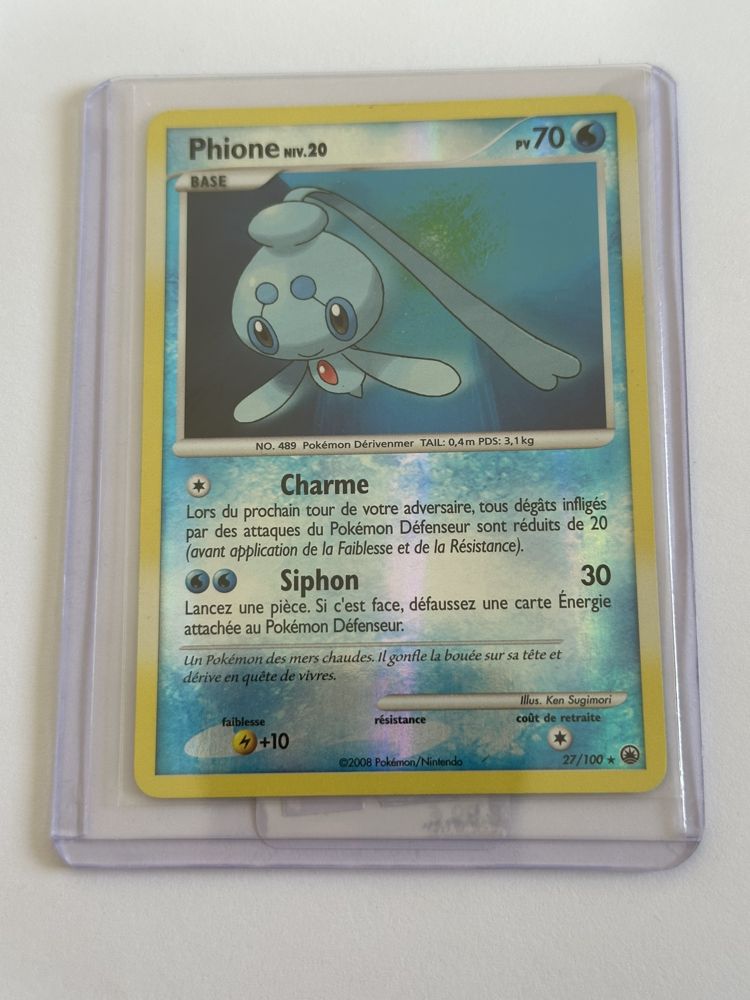 Phione NIV.20
PV 70
BASE
NO. 489 Pokémon Dérivenmer TAIL: 0,4m PDS: 3,1kg
Charme
Lors du prochain tour de votre adversaire, tous dégâts infligés
par des attaques du Pokémon Défenseur sont réduits de 20
(avant application de la Faiblesse et de la Résistance).
Siphon 30
Lancez une pièce. Si c'est face, défaussez une carte Énergie
attachée au Pokémon Défenseur.
Un Pokémon des mers chaudes. Il gonfle la bouée sur sa tête et
dérive en quête de vivres.
Illus. Ken Sugimori
faiblesse résistance coût de retraite
+10
©2008 Pokémon/Nintendo 27/100 ★